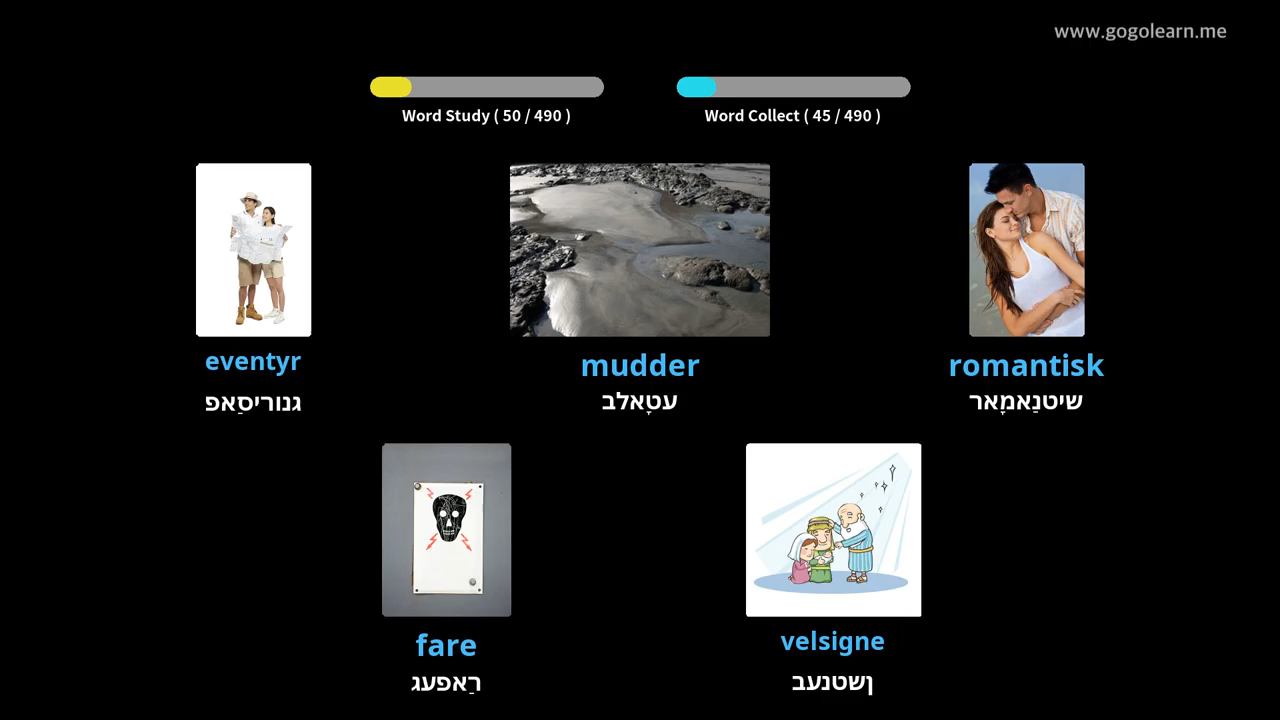 www.gogolearn.me
Word Study ( 50 / 490 )
Word Collect ( 45 / 490 )
eventyr
גנוריסַאפ
mudder
עטָאלב
romantisk
שיטנַאמָאר
fare
רַאפעג
velsigne
ןשטנעב